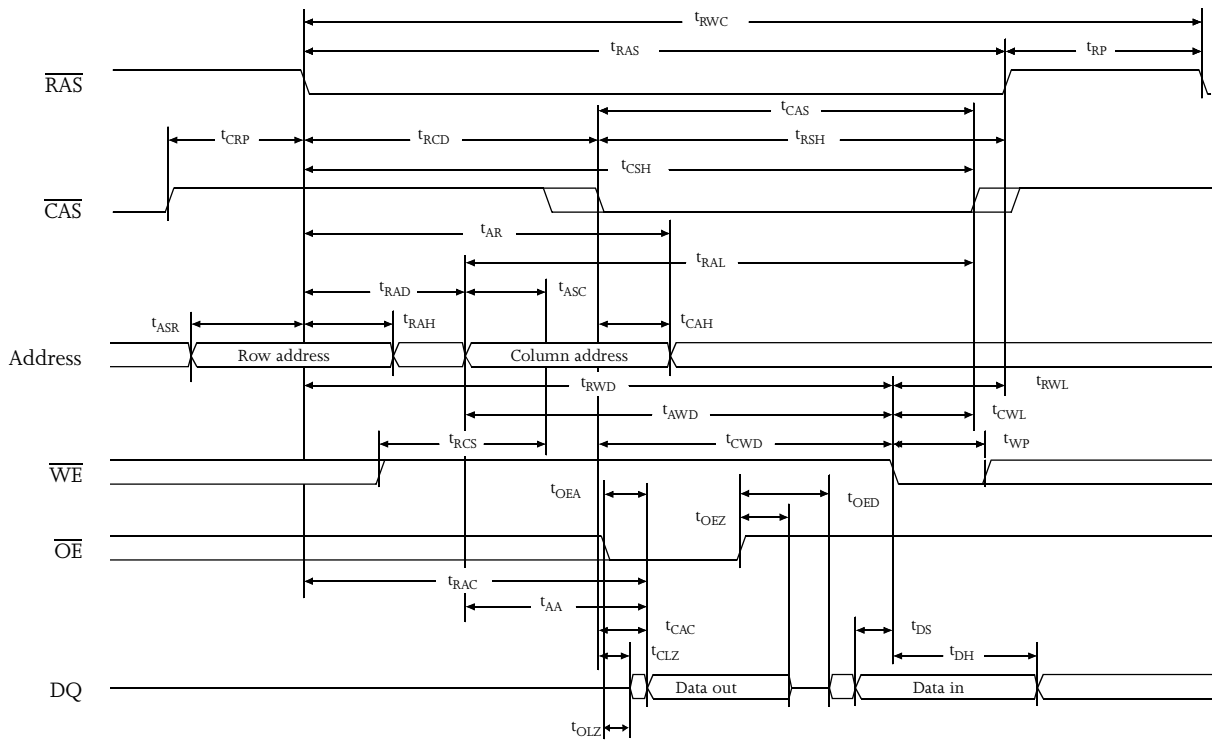 tRWC
tRAS tRP
RAS
tCAS
tCRP tRCD tRSH
tCSH
CAS
tAR
tRAL
tRAD tASC
tASR tRAH tCAH
Address Row address Column address
tRWD tRWL
tAWD tCWL
tRCS tCWD tWP
WE
tOEA tOED
tOEZ
OE
tRAC
tAA
tCAC tDS
tCLZ tDH
DQ Data out Data in
tOLZ